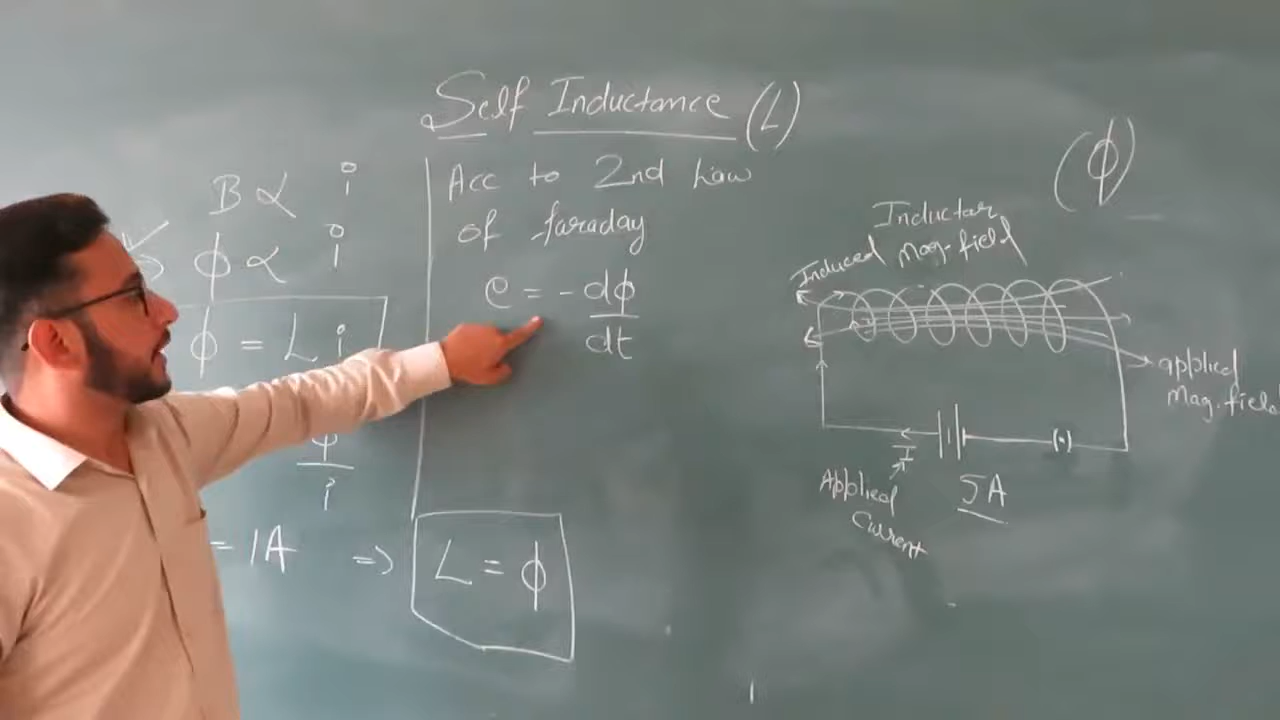 Self Inductance (L)
B ∝ i
ϕ ∝ i
ϕ = L i
ϕ
i
= 1A ⇒ L = ϕ
Acc to 2nd Law
of faraday
e = - dϕ
dt
(ϕ)
Inductar
Induced Mag. field
applied
Mag. field
I
Applied
Current
5A